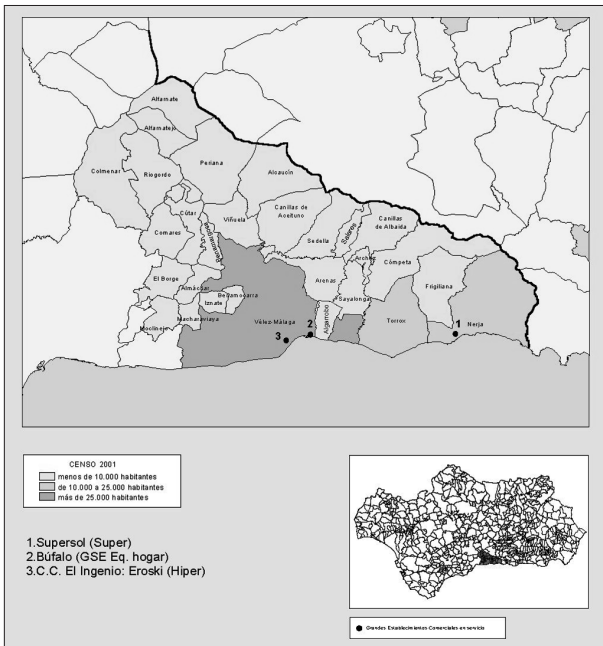 Alfarnate
Alfarnatejo
Periana
Colmenar
Riogordo
Alcaucín
Canillas de Aceituno
Cútar
Viñuela
Benamargosa
Salares
Canillas de Albaida
Comares
Sedella
Archez
Cómpeta
El Borge
Almáchar
Arenas
Frigiliana
Benamocarra
Iznate
Sayalonga
Macharaviaya
Moclinejo
Vélez-Málaga
Algarrobo
Torrox
Nerja
1
2
3
CENSO 2001
menos de 10.000 habitantes
de 10.000 a 25.000 habitantes
más de 25.000 habitantes
1.Supersol (Super)
2.Búfalo (GSE Eq. hogar)
3.C.C. El Ingenio: Eroski (Hiper)
Grandes Establecimientos Comerciales en servicio